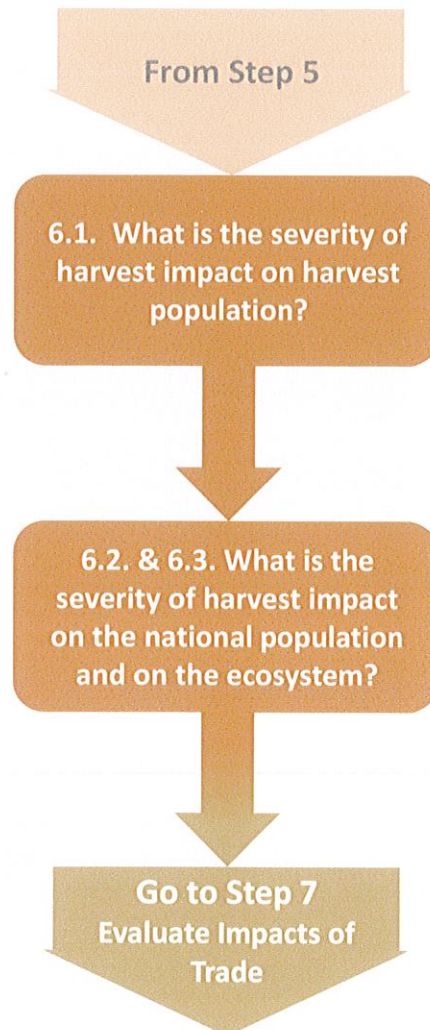 From Step 5
6.1. What is the severity of
harvest impact on harvest
population?
6.2. & 6.3. What is the
severity of harvest impact
on the national population
and on the ecosystem?
Go to Step 7
Evaluate Impacts of
Trade